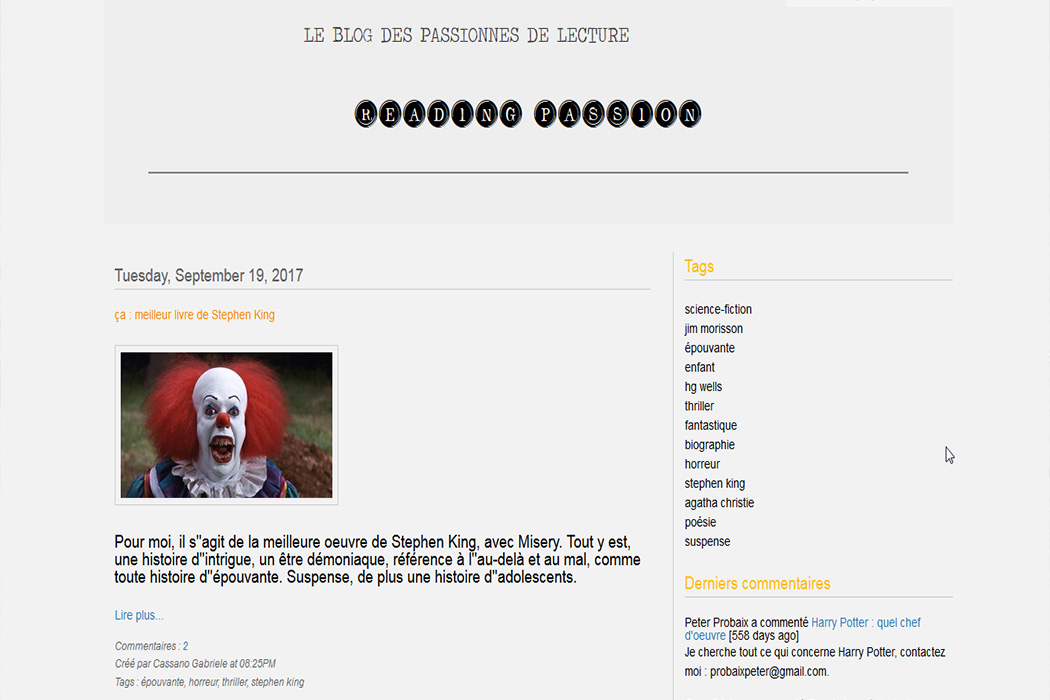 LE BLOG DES PASSIONNES DE LECTURE
READING PASSION
Tuesday, September 19, 2017
ça : meilleur livre de Stephen King
Pour moi, il s''agit de la meilleure oeuvre de Stephen King, avec Misery. Tout y est,
une histoire d''intrigue, un être démoniaque, référence à l''au-delà et au mal, comme
toute histoire d''épouvante. Suspense, de plus une histoire d''adolescents.
Lire plus...
Commentaires : 2
Créé par Cassano Gabriele at 08:25PM
Tags : épouvante, horreur, thriller, stephen king
Tags
science-fiction
jim morisson
épouvante
enfant
hg wells
thriller
fantastique
biographie
horreur
stephen king
agatha christie
poésie
suspense
Derniers commentaires
Peter Probaix a commenté Harry Potter : quel chef
d'oeuvre [558 days ago]
Je cherche tout ce qui concerne Harry Potter, contactez
moi : probaixpeter@gmail.com.